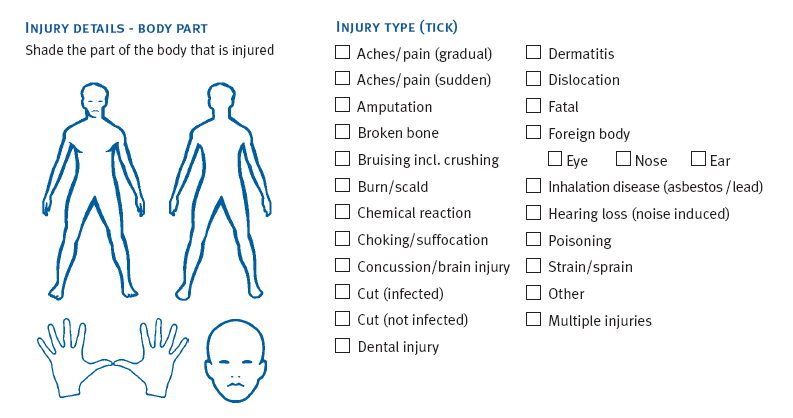 INJURY DETAILS - BODY PART
Shade the part of the body that is injured
INJURY TYPE (TICK)
Aches/pain (gradual)
Aches/pain (sudden)
Amputation
Broken bone
Bruising incl. crushing
Burn/scald
Chemical reaction
Choking/suffocation
Concussion/brain injury
Cut (infected)
Cut (not infected)
Dental injury
Dermatitis
Dislocation
Fatal
Foreign body
Eye Nose Ear
Inhalation disease (asbestos/lead)
Hearing loss (noise induced)
Poisoning
Strain/sprain
Other
Multiple injuries